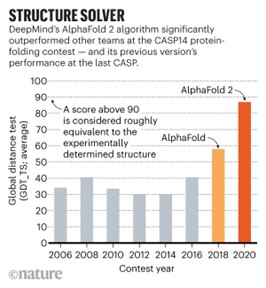 STRUCTURE SOLVER
DeepMind's AlphaFold 2 algorithm significantly
outperformed other teams at the CASP14 protein-
folding contest — and its previous version's
performance at the last CASP.
100
90
80
70
60
50
40
30
20
10
0
Global distance test
(GDT_TS; average)
A score above 90
is considered roughly
equivalent to the
experimentally
determined structure
AlphaFold 2
AlphaFold
2006 2008 2010 2012 2014 2016 2018 2020
Contest year
©nature